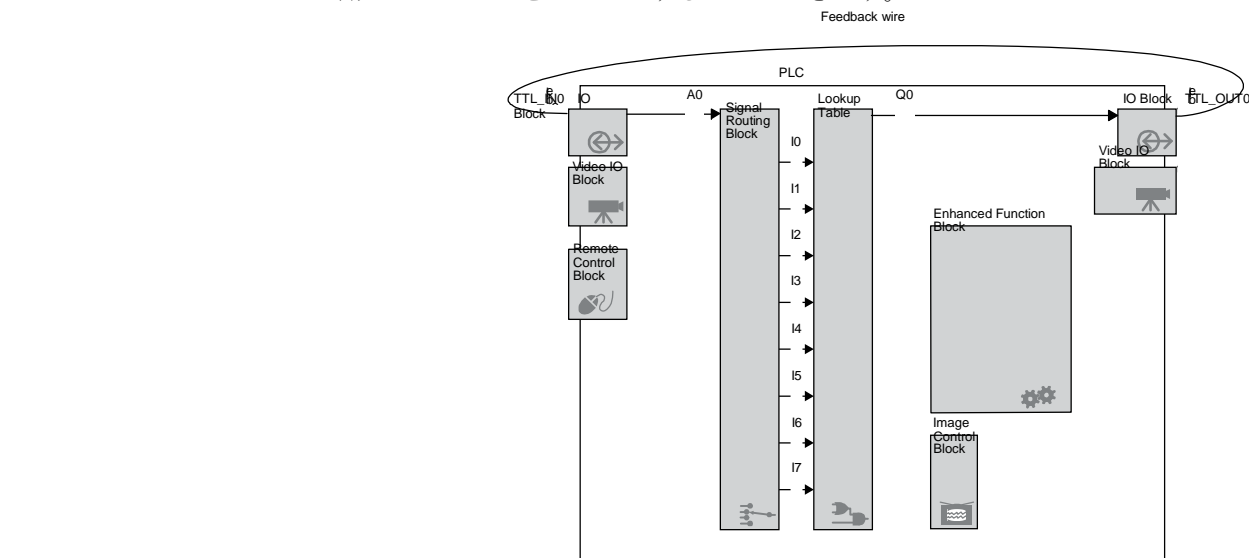 Feedback wire
PLC
TTL_IN0 IO
Block
A0
Signal
Routing
Block
Lookup
Table
Q0
IO Block
TTL_OUT0
Video IO
Block
Video IO
Block
Remote
Control
Block
I0
I1
I2
I3
I4
I5
I6
I7
Enhanced Function
Block
Image
Control
Block